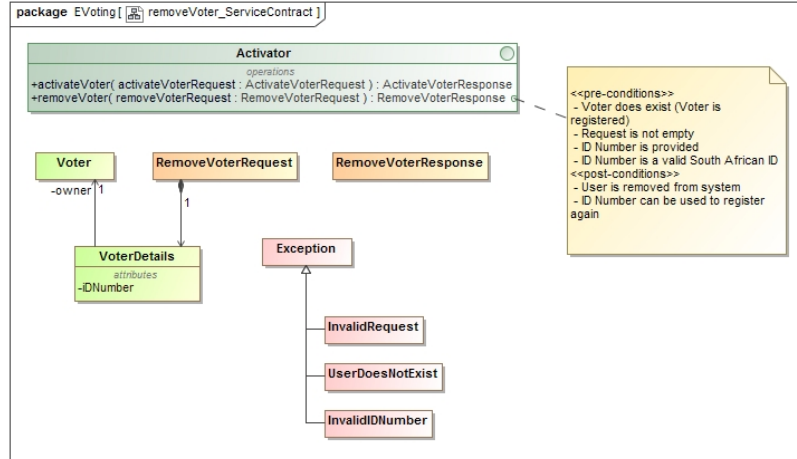 package EVoting [ removeVoter_ServiceContract ]
Activator
operations
+activateVoter( activateVoterRequest : ActivateVoterRequest ) : ActivateVoterResponse
+removeVoter( removeVoterRequest : RemoveVoterRequest ) : RemoveVoterResponse
<<pre-conditions>>
- Voter does exist (Voter is
registered)
- Request is not empty
- ID Number is provided
- ID Number is a valid South African ID
<<post-conditions>>
- User is removed from system
- ID Number can be used to register
again
Voter
RemoveVoterRequest
RemoveVoterResponse
-owner
1
1
VoterDetails
attributes
-iDNumber
Exception
InvalidRequest
UserDoesNotExist
InvalidIDNumber